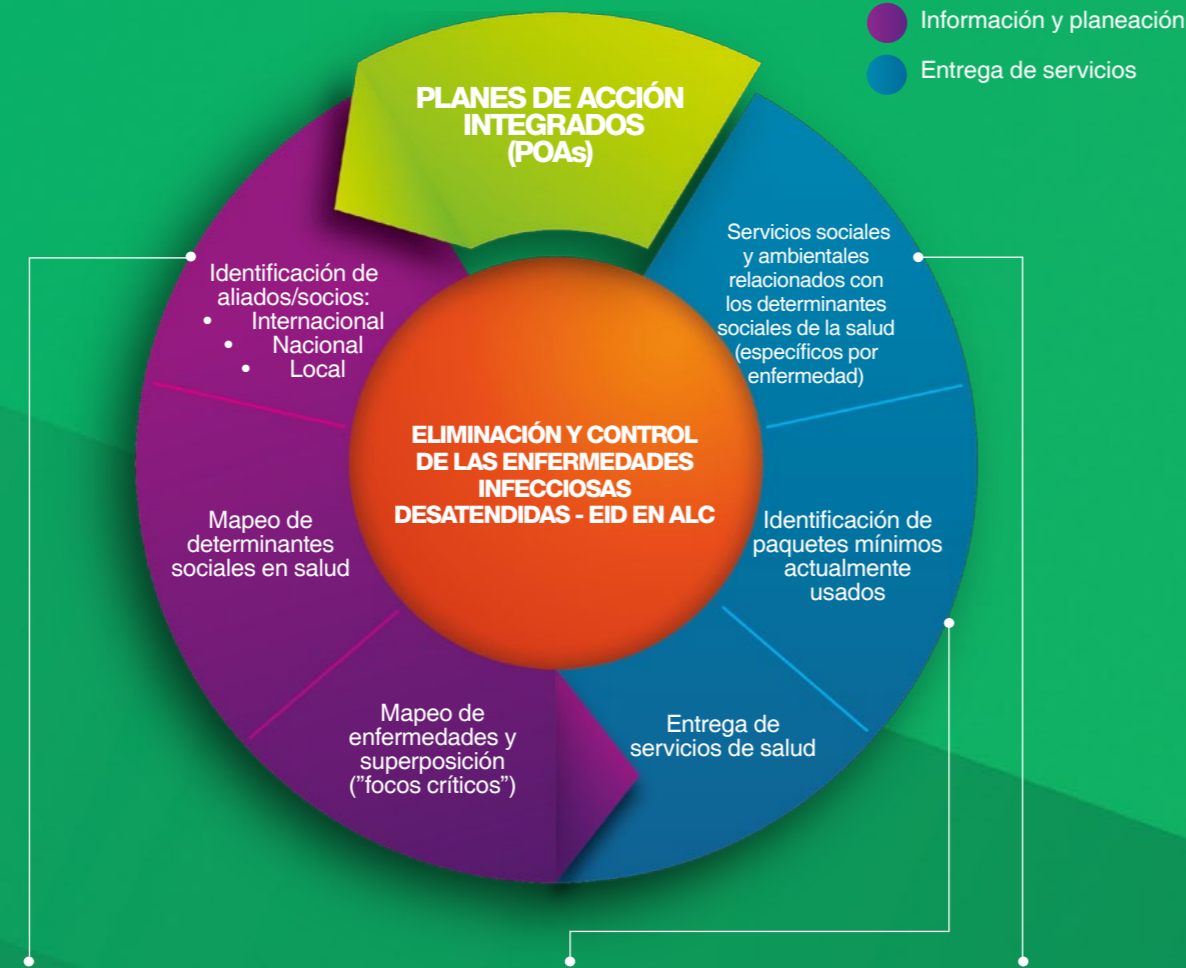 Información y planeación
Entrega de servicios
PLANES DE ACCIÓN
INTEGRADOS
(POAs)
Servicios sociales
y ambientales
relacionados con
los determinantes
sociales de la salud
(específicos por
enfermedad)
Identificación de
aliados/socios:
• Internacional
• Nacional
• Local
ELIMINACIÓN Y CONTROL
DE LAS ENFERMEDADES
INFECCIOSAS
DESATENDIDAS - EID EN ALC
Mapeo de
determinantes
sociales en salud
Identificación de
paquetes mínimos
actualmente
usados
Mapeo de
enfermedades y
superposición
(”focos críticos”)
Entrega de
servicios de salud